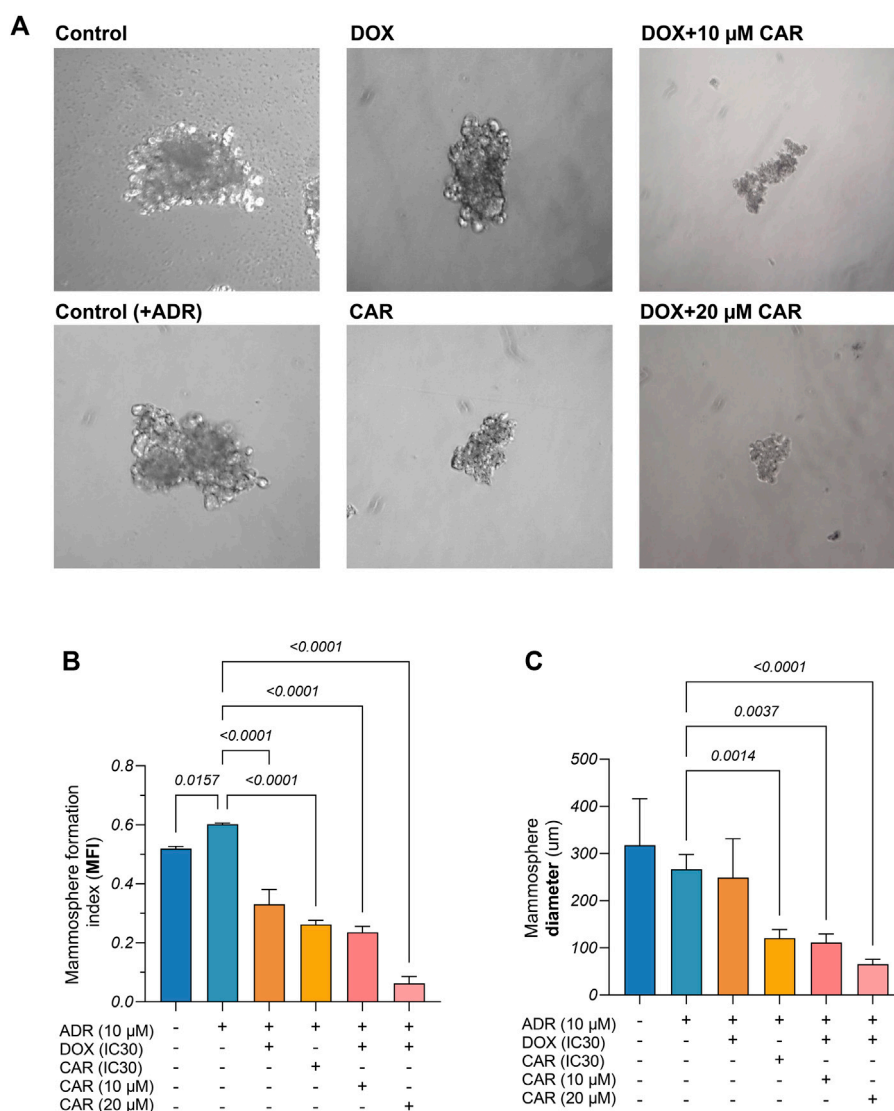 A
Control DOX DOX+10 µM CAR
Control (+ADR) CAR DOX+20 µM CAR
B
<0.0001
<0.0001
<0.0001
0.0157 <0.0001
Mammosphere formation
index (MFI)
0.8
0.6
0.4
0.2
0.0
ADR (10 µM) - + + + + +
DOX (IC30) - - + - + +
CAR (IC30) - - - + - -
CAR (10 µM) - - - - + -
CAR (20 µM) - - - - - +
C
<0.0001
0.0037
0.0014
Mammosphere
diameter (um)
500
400
300
200
100
0
ADR (10 µM) - + + + + +
DOX (IC30) - - + - + +
CAR (IC30) - - - + - -
CAR (10 µM) - - - - + -
CAR (20 µM) - - - - - +